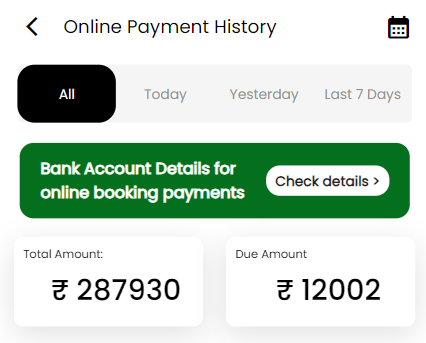 Online Payment History
All Today Yesterday Last 7 Days
Bank Account Details for
online booking payments
Check details >
Total Amount: Due Amount
₹ 287930 ₹ 12002